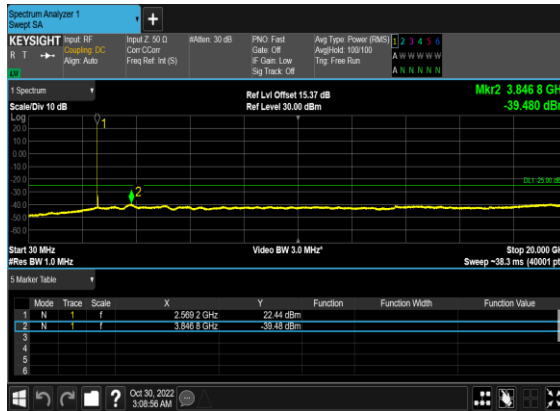 Spectrum Analyzer 1
Swept SA
KEYSIGHT
R T
Input: RF
Coupling: DC
Align: Auto
Input Z: 50 Ω
Corr CCorr
Freq Ref: Int (S)
#Atten: 30 dB
PNO: Fast
Gate: Off
IF Gain: Low
Sig Track: Off
Avg Type: Power (RMS)
Avg|Hold: 100/100
Trig: Free Run
1 2 3 4 5 6
A W W W W W
A N N N N N
1 Spectrum
Scale/Div 10 dB
Ref Lvl Offset 15.37 dB
Ref Level 30.00 dBm
Mkr2 3.846 8 GH
-39.480 dB
Log
20.0
10.0
0.00
-10.0
-20.0
-30.0
-40.0
-50.0
-60.0
1
2
DL1 -25.00 dB
Start 30 MHz
#Res BW 1.0 MHz
Video BW 3.0 MHz*
Stop 20.000 GH
Sweep ~38.3 ms (40001 pt
5 Marker Table
Mode Trace Scale X Y Function Function Width Function Value
1 N 1 f 2.569 2 GHz 22.44 dBm
2 N 1 f 3.846 8 GHz -39.48 dBm
3
4
5
6
?
Oct 30, 2022
3:08:56 AM